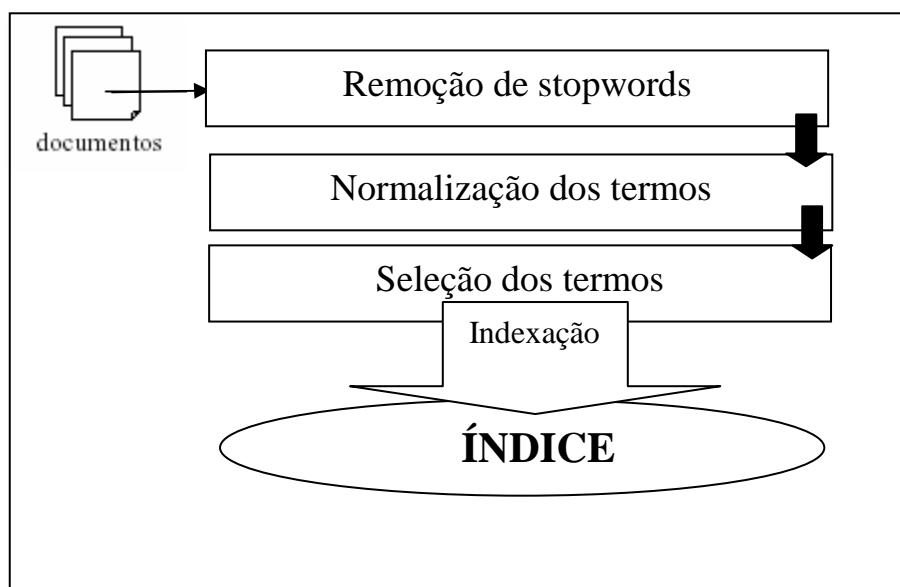 Remoção de stopwords
documentos
Normalização dos termos
Seleção dos termos
Indexação
ÍNDICE